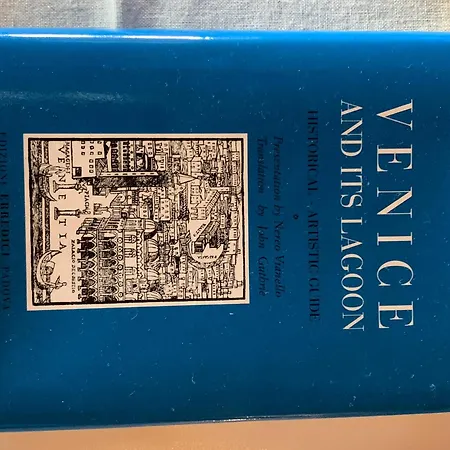 VENICE
AND ITS LAGOON
HISTORICAL - ARTISTIC GUIDE
Presentation by Nereo Vianello
Translation by John Guthrie
VENETIA
EDIZIONI ERREDICI PADOVA